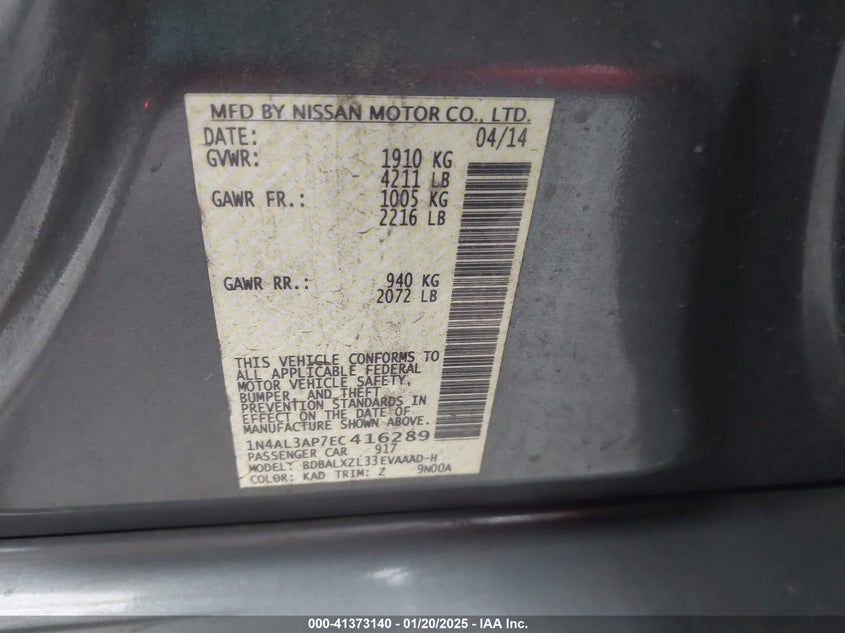 MFD BY NISSAN MOTOR CO., LTD.
DATE: 04/14
GVWR: 1910 KG
4211 LB
GAWR FR.: 1005 KG
2216 LB
GAWR RR.: 940 KG
2072 LB
THIS VEHICLE CONFORMS TO
ALL APPLICABLE FEDERAL
MOTOR VEHICLE SAFETY,
BUMPER, AND THEFT
PREVENTION STANDARDS IN
EFFECT ON THE DATE OF
MANUFACTURE SHOWN ABOVE.
1N4AL3AP7EC416289
PASSENGER CAR 917
MODEL: BDBALXZL33EVAAAD-H
COLOR: KAD TRIM: Z 9N00A
000-41373140 - 01/20/2025 - IAA Inc.